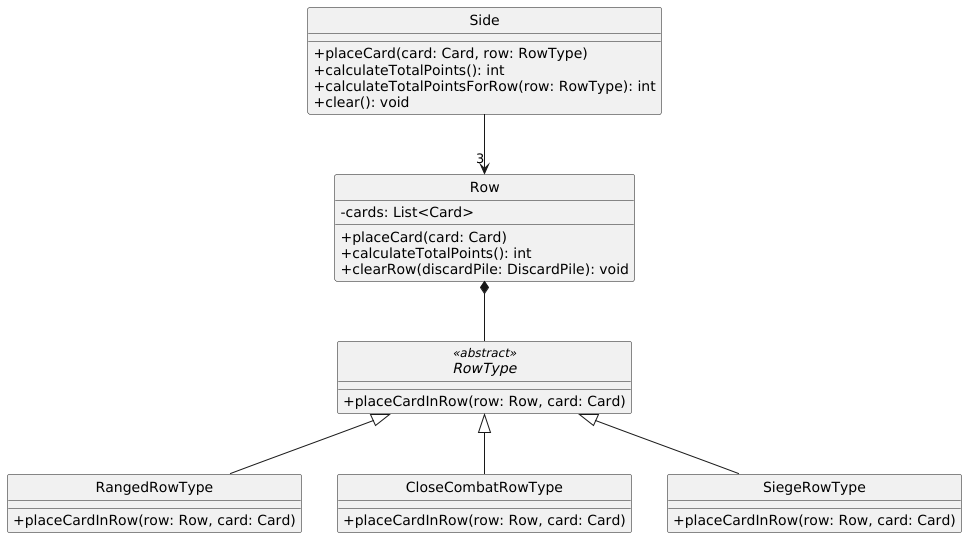 Side
+placeCard(card: Card, row: RowType)
+calculateTotalPoints(): int
+calculateTotalPointsForRow(row: RowType): int
+clear(): void
3
Row
-cards: List<Card>
+placeCard(card: Card)
+calculateTotalPoints(): int
+clearRow(discardPile: DiscardPile): void
«abstract»
RowType
+placeCardInRow(row: Row, card: Card)
RangedRowType
+placeCardInRow(row: Row, card: Card)
CloseCombatRowType
+placeCardInRow(row: Row, card: Card)
SiegeRowType
+placeCardInRow(row: Row, card: Card)